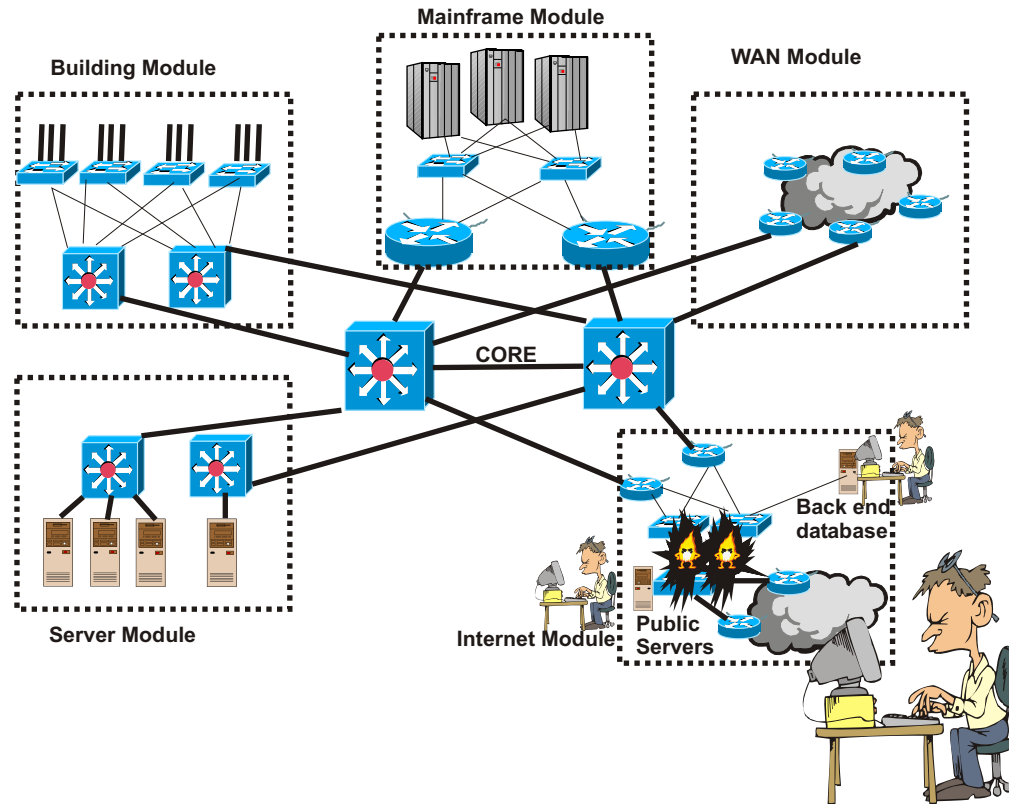 Mainframe Module
Building Module
WAN Module
CORE
Back end
database
Server Module
Internet Module
Public
Servers